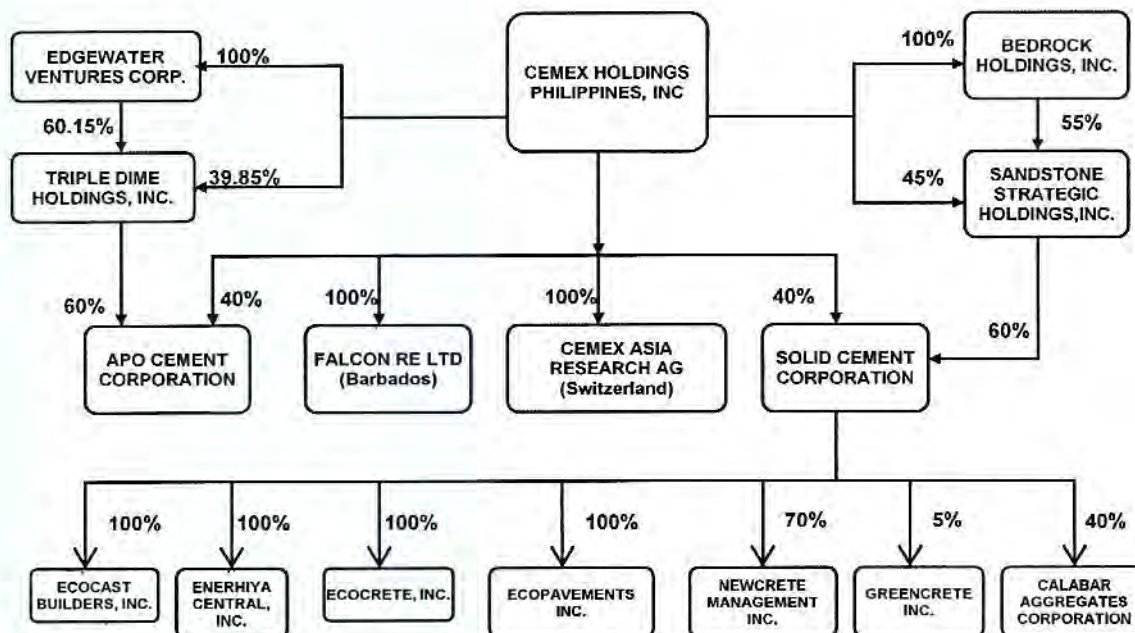 EDGEWATER
VENTURES CORP.
100%
CEMEX HOLDINGS
PHILIPPINES, INC
100%
BEDROCK
HOLDINGS, INC.
60.15%
55%
TRIPLE DIME
HOLDINGS, INC.
39.85%
45%
SANDSTONE
STRATEGIC
HOLDINGS,INC.
60%
40%
100%
100%
40%
60%
APO CEMENT
CORPORATION
FALCON RE LTD
(Barbados)
CEMEX ASIA
RESEARCH AG
(Switzerland)
SOLID CEMENT
CORPORATION
100%
100%
100%
100%
70%
5%
40%
ECOCAST
BUILDERS, INC.
ENERHIYA
CENTRAL,
INC.
ECOCRETE, INC.
ECOPAVEMENTS
INC.
NEWCRETE
MANAGEMENT
INC.
GREENCRETE
INC.
CALABAR
AGGREGATES
CORPORATION